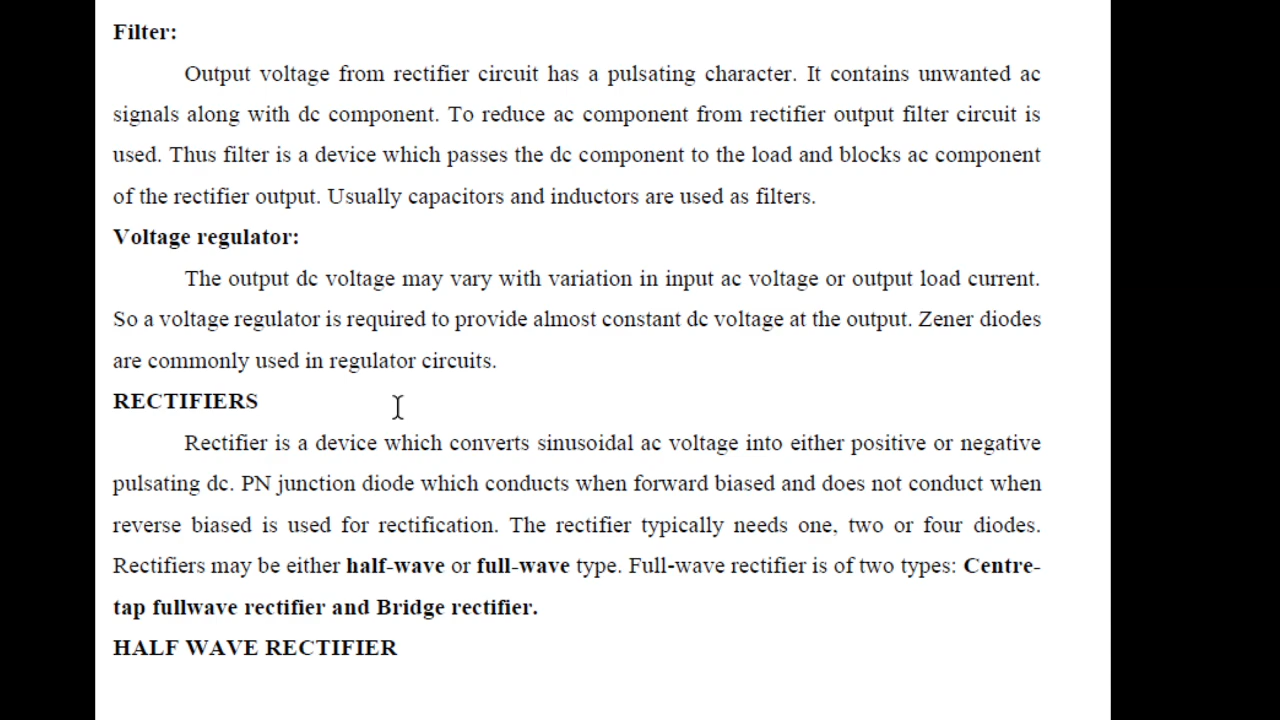 Filter:
Output voltage from rectifier circuit has a pulsating character. It contains unwanted ac
signals along with dc component. To reduce ac component from rectifier output filter circuit is
used. Thus filter is a device which passes the dc component to the load and blocks ac component
of the rectifier output. Usually capacitors and inductors are used as filters.
Voltage regulator:
The output dc voltage may vary with variation in input ac voltage or output load current.
So a voltage regulator is required to provide almost constant dc voltage at the output. Zener diodes
are commonly used in regulator circuits.
RECTIFIERS
Rectifier is a device which converts sinusoidal ac voltage into either positive or negative
pulsating dc. PN junction diode which conducts when forward biased and does not conduct when
reverse biased is used for rectification. The rectifier typically needs one, two or four diodes.
Rectifiers may be either half-wave or full-wave type. Full-wave rectifier is of two types: Centre-
tap fullwave rectifier and Bridge rectifier.
HALF WAVE RECTIFIER